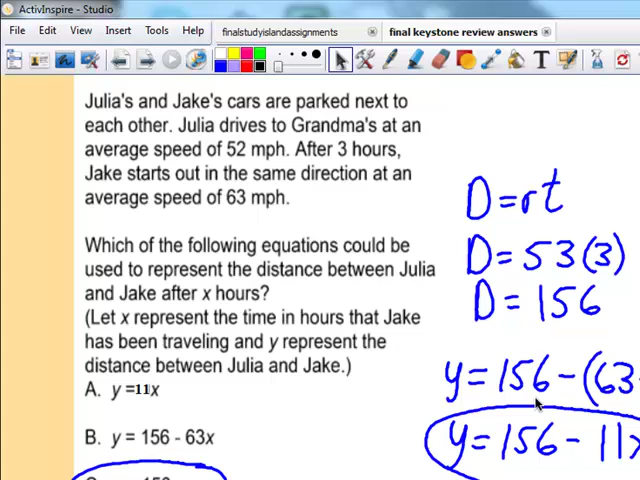 ActivInspire - Studio
File Edit View Insert Tools Help
finalstudyislandassignments
final keystone review answers
Julia's and Jake's cars are parked next to
each other. Julia drives to Grandma's at an
average speed of 52 mph. After 3 hours,
Jake starts out in the same direction at an
average speed of 63 mph.
Which of the following equations could be
used to represent the distance between Julia
and Jake after x hours?
(Let x represent the time in hours that Jake
has been traveling and y represent the
distance between Julia and Jake.)
A. y =11x
B. y = 156 - 63x
D = rt
D = 53(3)
D = 156
y = 156 - (63
y = 156 - 11x